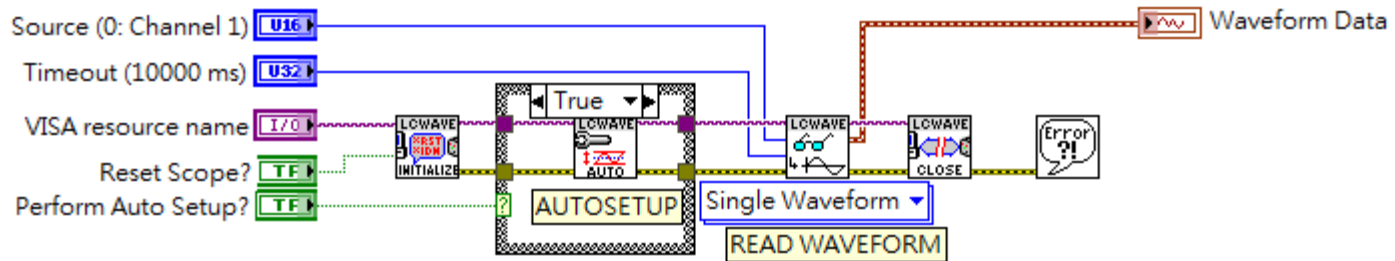 Source (0: Channel 1)
U16
Waveform Data
Timeout (10000 ms)
U32
True
VISA resource name
I/O
LCWAVE
*RST
*IDN
INITIALIZE
LCWAVE
AUTO
LCWAVE
LCWAVE
CLOSE
Error
?!
Reset Scope?
TF
Perform Auto Setup?
TF
?
AUTOSETUP
Single Waveform
READ WAVEFORM